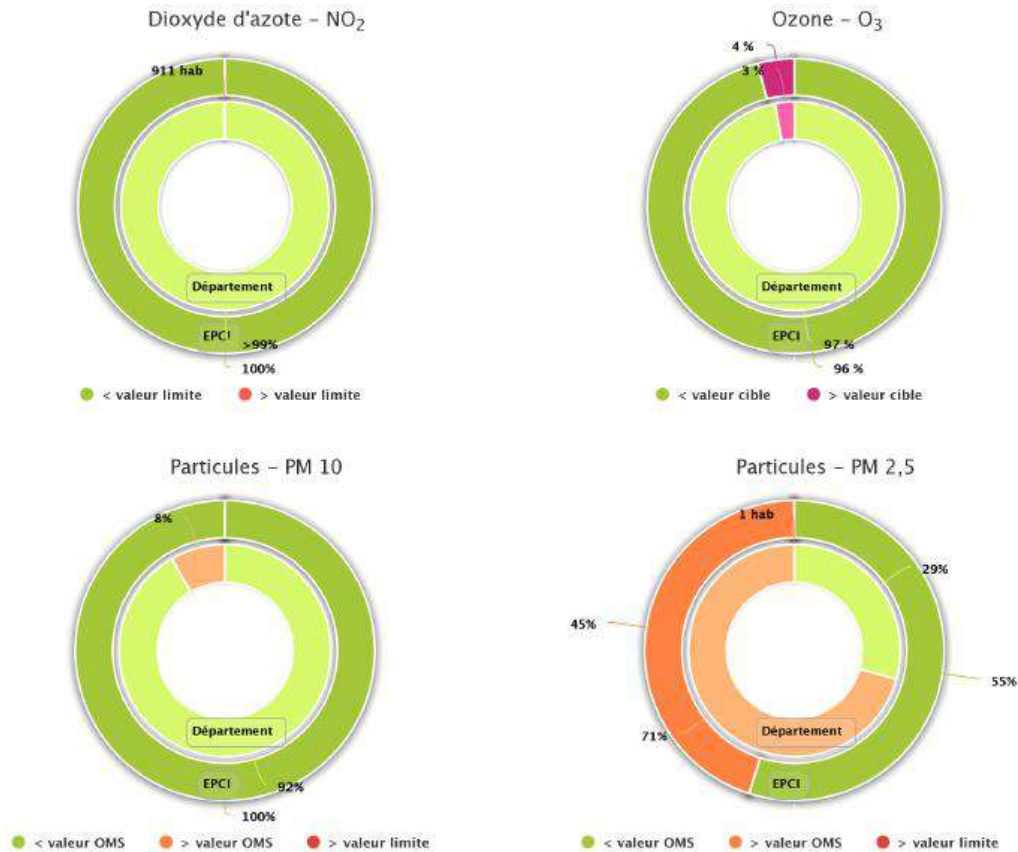 Dioxyde d'azote – NO₂
911 hab
Département
EPCI
>99%
100%
< valeur limite
> valeur limite
Ozone – O₃
4 %
3 %
Département
EPCI
97 %
96 %
< valeur cible
> valeur cible
Particules – PM 10
8%
Département
EPCI
92%
100%
< valeur OMS
> valeur OMS
> valeur limite
Particules – PM 2,5
1 hab
29%
45%
55%
71%
Département
EPCI
< valeur OMS
> valeur OMS
> valeur limite